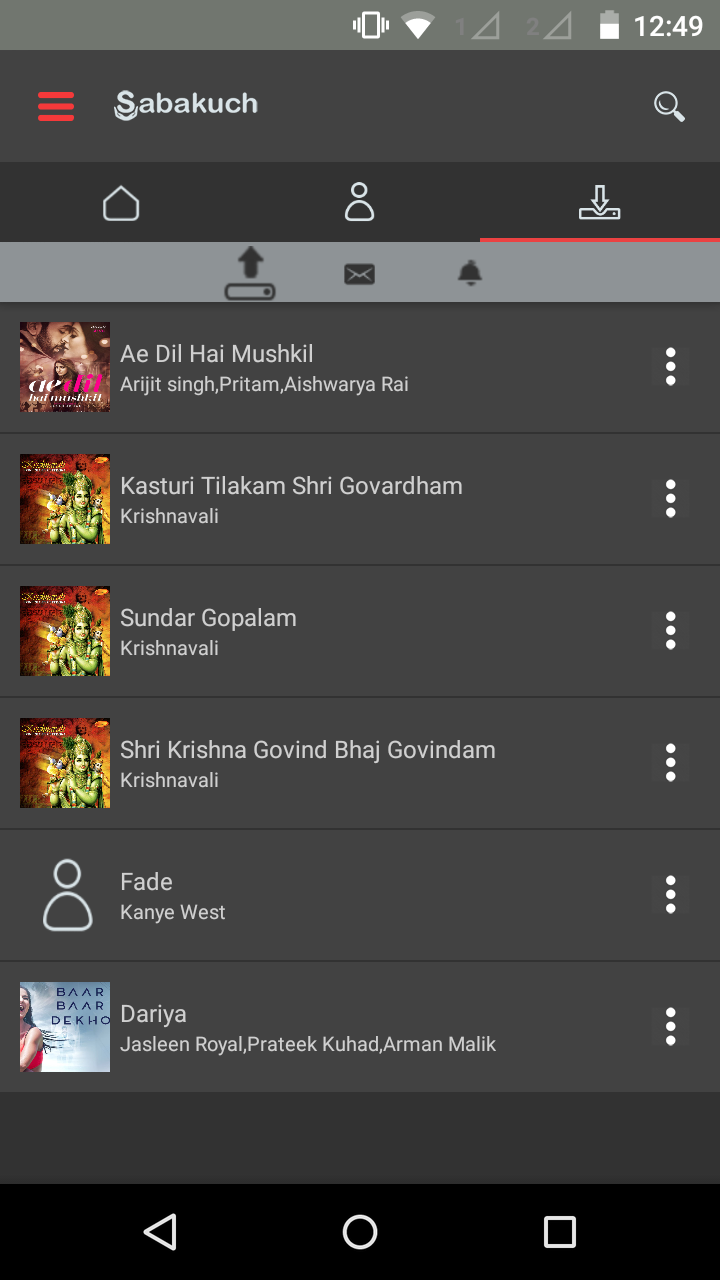 1 2 12:49
Sabakuch
ae dil
hai mushkil
Ae Dil Hai Mushkil
Arijit singh,Pritam,Aishwarya Rai
Kasturi Tilakam Shri Govardham
Krishnavali
Sundar Gopalam
Krishnavali
Shri Krishna Govind Bhaj Govindam
Krishnavali
Fade
Kanye West
BAAR
BAAR
DEKHO
Dariya
Jasleen Royal,Prateek Kuhad,Arman Malik